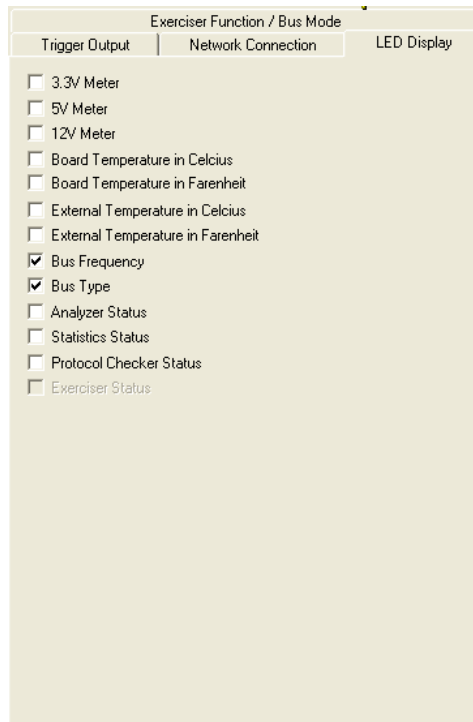 Exerciser Function / Bus Mode
Trigger Output Network Connection LED Display
3.3V Meter
5V Meter
12V Meter
Board Temperature in Celcius
Board Temperature in Farenheit
External Temperature in Celcius
External Temperature in Farenheit
Bus Frequency
Bus Type
Analyzer Status
Statistics Status
Protocol Checker Status
Exerciser Status